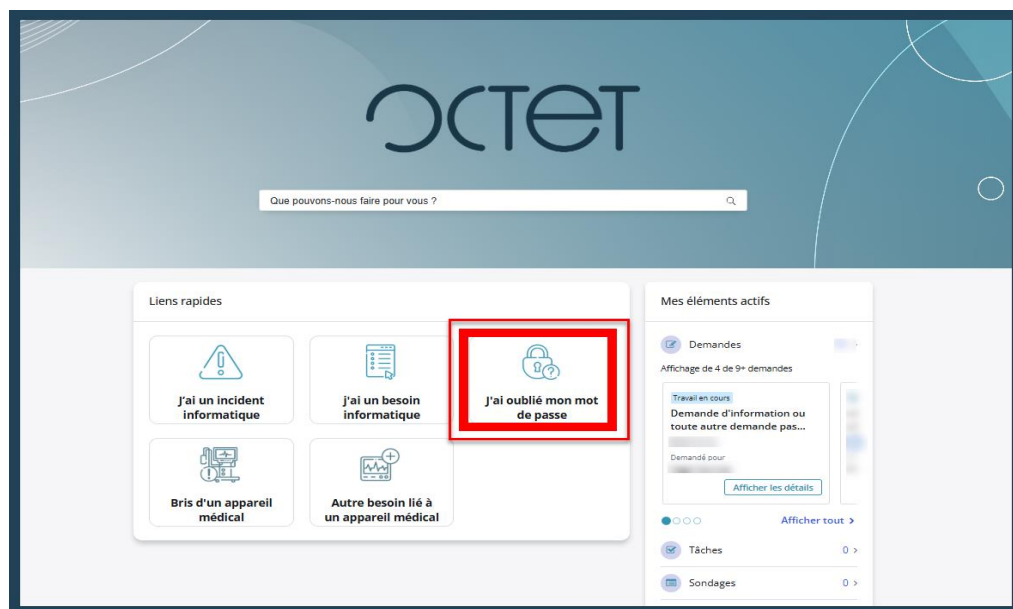 OCTET
Que pouvons-nous faire pour vous ?
Liens rapides
J'ai un incident
informatique
j'ai un besoin
informatique
J'ai oublié mon mot
de passe
Bris d'un appareil
médical
Autre besoin lié à
un appareil médical
Mes éléments actifs
Demandes
Affichage de 4 de 9+ demandes
Travail en cours
Demande d'information ou
toute autre demande pas...
Demandé pour
Afficher les détails
Afficher tout >
Tâches 0 >
Sondages 0 >